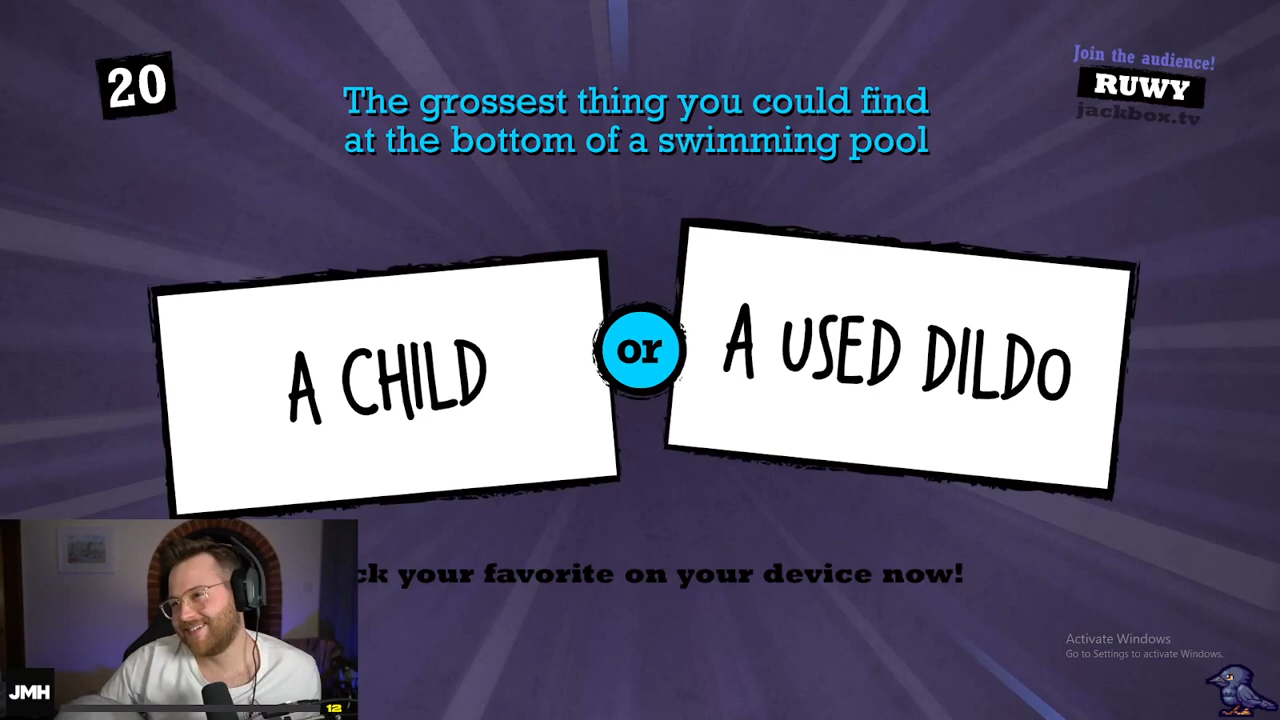 20
The grossest thing you could find
at the bottom of a swimming pool
Join the audience!
RUWY
jackbox.tv
A CHILD
or
A USED DILDO
ck your favorite on your device now!
Activate Windows
Go to Settings to activate Windows.
JMH
12